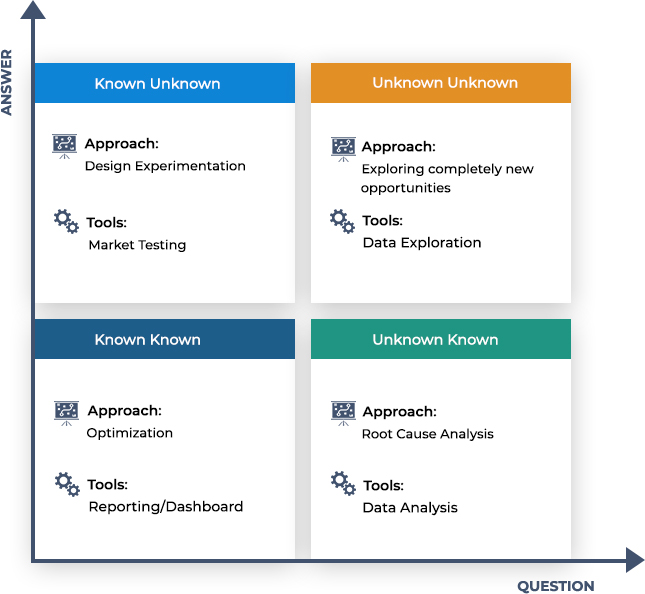 ANSWER
Known Unknown
Approach:
Design Experimentation
Tools:
Market Testing
Unknown Unknown
Approach:
Exploring completely new
opportunities
Tools:
Data Exploration
Known Known
Approach:
Optimization
Tools:
Reporting/Dashboard
Unknown Known
Approach:
Root Cause Analysis
Tools:
Data Analysis
QUESTION